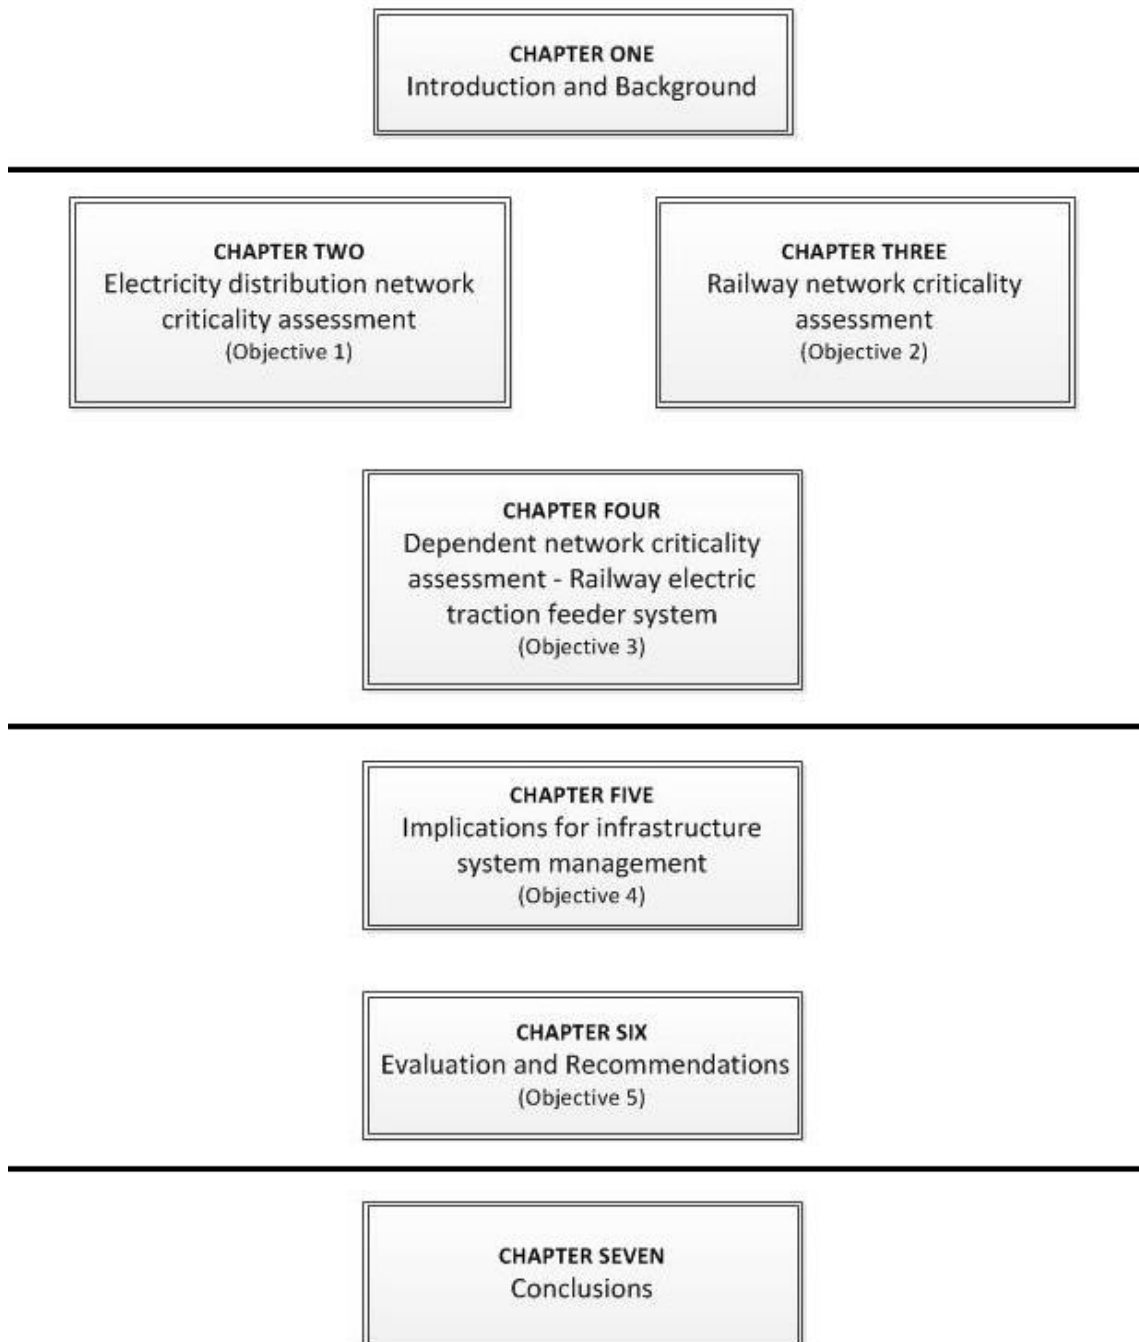 CHAPTER ONE
Introduction and Background
CHAPTER TWO
Electricity distribution network
criticality assessment
(Objective 1)
CHAPTER THREE
Railway network criticality
assessment
(Objective 2)
CHAPTER FOUR
Dependent network criticality
assessment - Railway electric
traction feeder system
(Objective 3)
CHAPTER FIVE
Implications for infrastructure
system management
(Objective 4)
CHAPTER SIX
Evaluation and Recommendations
(Objective 5)
CHAPTER SEVEN
Conclusions